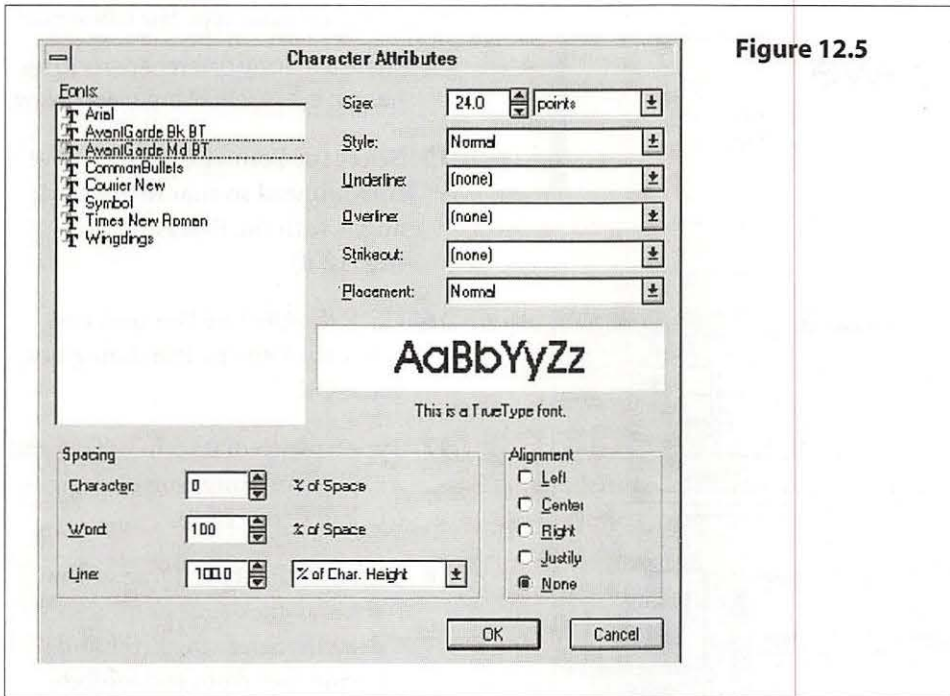 Figure 12.5
Character Attributes
Fonts:
Arial
AvantGarde Bk BT
AvantGarde Md BT
CommonBullets
Courier New
Symbol
Times New Roman
Wingdings
Size: 24.0 points
Style: Normal
Underline: (none)
Overline: (none)
Strikeout: (none)
Placement: Normal
AaBbYyZz
This is a TrueType font.
Spacing
Character: 0 % of Space
Word: 100 % of Space
Line: 100.0 % of Char. Height
Alignment
Left
Center
Right
Justify
None
OK Cancel